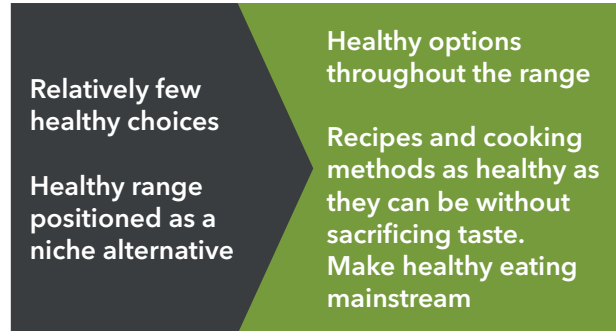 Relatively few
healthy choices
Healthy range
positioned as a
niche alternative
Healthy options
throughout the range
Recipes and cooking
methods as healthy as
they can be without
sacrificing taste.
Make healthy eating
mainstream